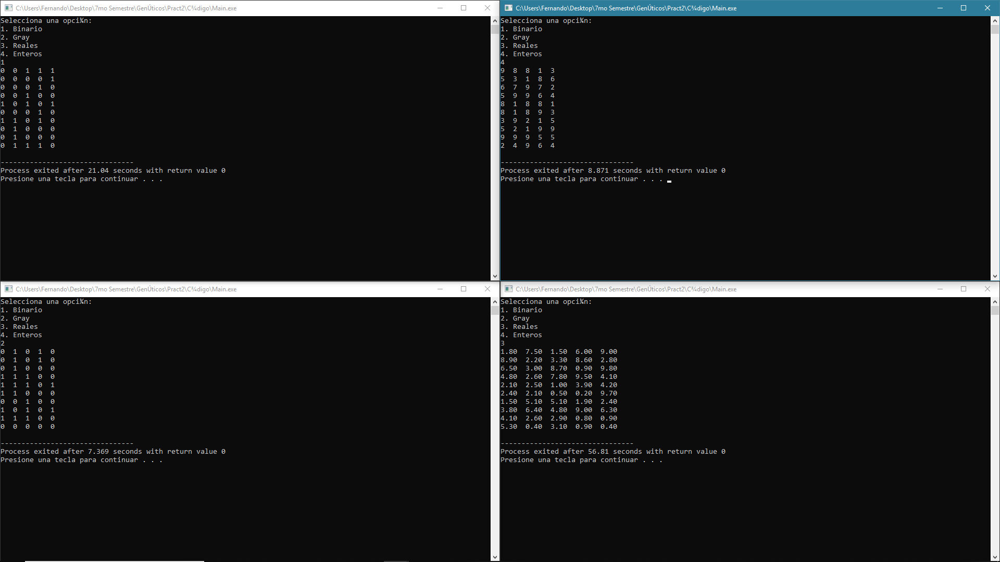 C:\Users\Fernando\Desktop\7mo Semestre\GenÚticos\Pract2\C¾digo\Main.exe
Selecciona una opci¾n:
1. Binario
2. Gray
3. Reales
4. Enteros
1
0  0  1  1  1
0  0  0  0  1
0  0  0  1  0
0  0  1  0  0
1  0  1  0  1
0  0  0  1  0
1  1  0  1  0
0  1  0  0  0
0  1  0  0  0
0  1  1  1  0
--------------------------------
Process exited after 21.04 seconds with return value 0
Presione una tecla para continuar . . .
C:\Users\Fernando\Desktop\7mo Semestre\GenÚticos\Pract2\C¾digo\Main.exe
Selecciona una opci¾n:
1. Binario
2. Gray
3. Reales
4. Enteros
4
9  8  8  1  3
5  3  1  8  6
6  7  9  7  2
5  9  9  6  4
8  1  8  8  1
8  1  8  9  3
3  9  2  1  5
5  2  1  9  9
9  9  9  5  5
2  4  9  6  4
--------------------------------
Process exited after 8.871 seconds with return value 0
Presione una tecla para continuar . . .
C:\Users\Fernando\Desktop\7mo Semestre\GenÚticos\Pract2\C¾digo\Main.exe
Selecciona una opci¾n:
1. Binario
2. Gray
3. Reales
4. Enteros
2
0  1  0  1  0
0  1  0  1  0
0  1  0  0  0
1  1  1  0  0
1  1  1  0  1
1  1  0  0  0
0  0  1  0  0
1  0  1  0  1
1  1  1  0  0
0  0  0  0  0
--------------------------------
Process exited after 7.369 seconds with return value 0
Presione una tecla para continuar . . .
C:\Users\Fernando\Desktop\7mo Semestre\GenÚticos\Pract2\C¾digo\Main.exe
Selecciona una opci¾n:
1. Binario
2. Gray
3. Reales
4. Enteros
3
1.80  7.50  1.50  6.00  9.00
8.90  2.20  3.30  8.60  2.80
6.50  3.00  8.70  0.90  9.80
4.80  2.60  7.80  9.50  4.10
2.10  2.50  1.00  3.90  4.20
2.40  2.10  0.50  0.20  9.70
1.50  5.10  5.10  1.90  2.40
3.80  6.40  4.80  9.00  6.30
4.10  2.60  2.90  0.80  0.90
5.30  0.40  3.10  0.90  0.40
--------------------------------
Process exited after 56.81 seconds with return value 0
Presione una tecla para continuar . . .